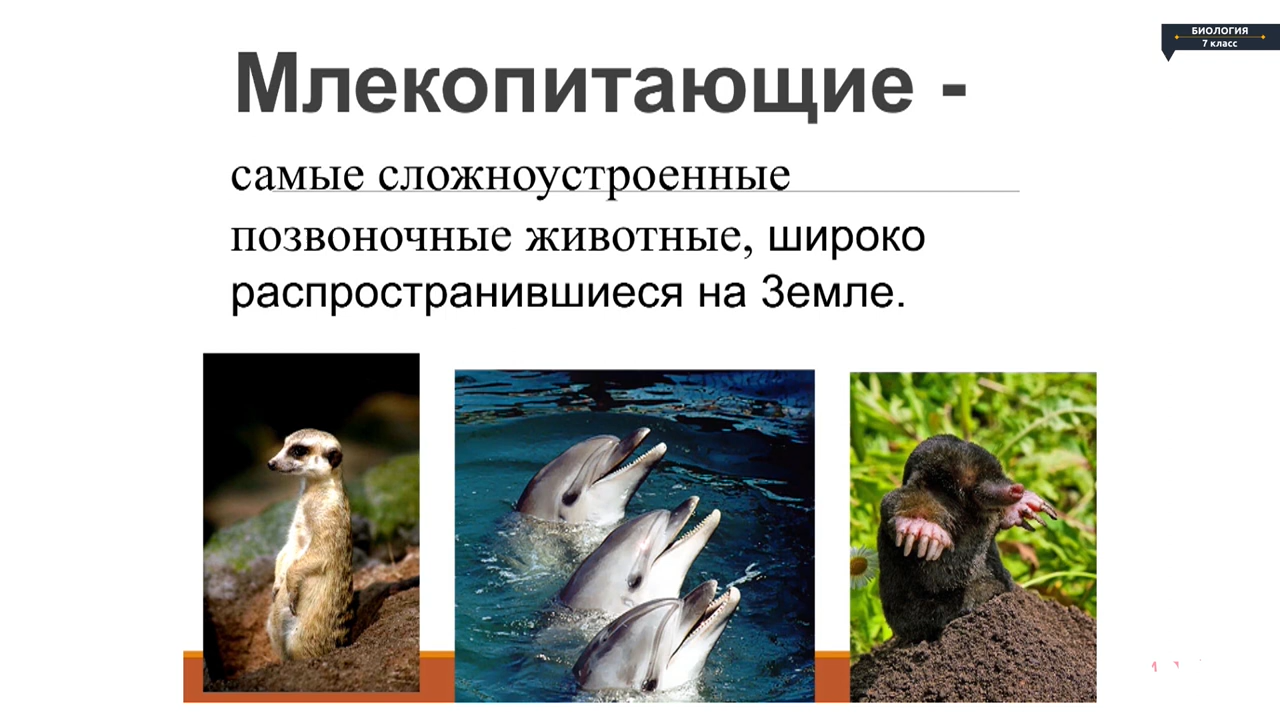 БИОЛОГИЯ
7 класс
Млекопитающие -
самые сложноустроенные
позвоночные животные, широко
распространившиеся на Земле.